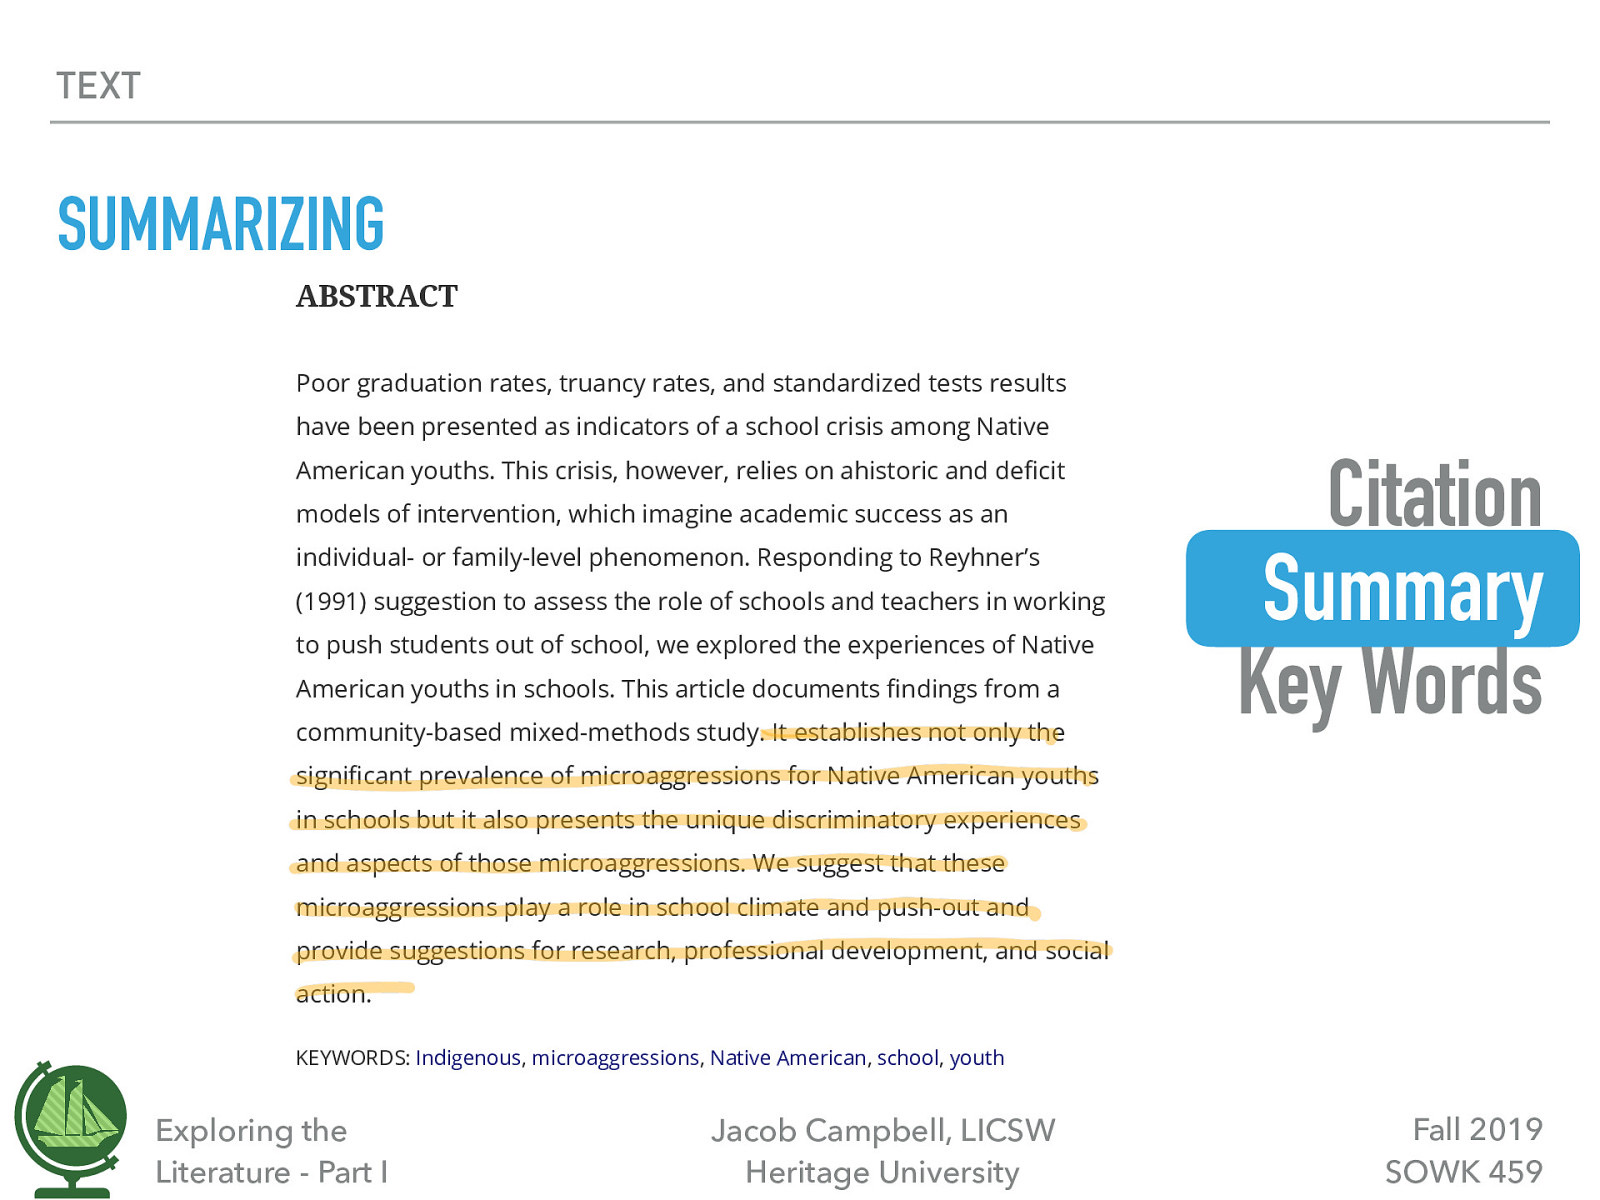 TEXT
SUMMARIZING
ABSTRACT
Poor graduation rates, truancy rates, and standardized tests results
have been presented as indicators of a school crisis among Native
American youths. This crisis, however, relies on ahistoric and deficit
models of intervention, which imagine academic success as an
individual- or family-level phenomenon. Responding to Reyhner’s
(1991) suggestion to assess the role of schools and teachers in working
to push students out of school, we explored the experiences of Native
American youths in schools. This article documents findings from a
community-based mixed-methods study. It establishes not only the
significant prevalence of microaggressions for Native American youths
in schools but it also presents the unique discriminatory experiences
and aspects of those microaggressions. We suggest that these
microaggressions play a role in school climate and push-out and
provide suggestions for research, professional development, and social
action.
KEYWORDS: Indigenous, microaggressions, Native American, school, youth
Citation
Summary
Key Words
Exploring the
Literature - Part I
Jacob Campbell, LICSW
Heritage University
Fall 2019
SOWK 459